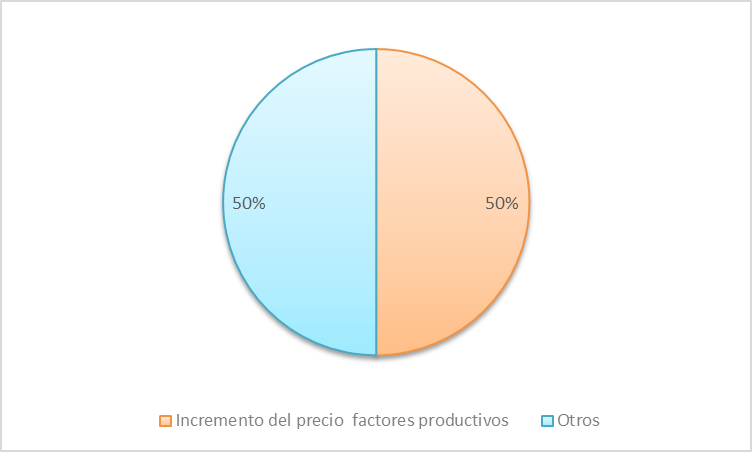 50% 50%
Incremento del precio  factores productivos Otros